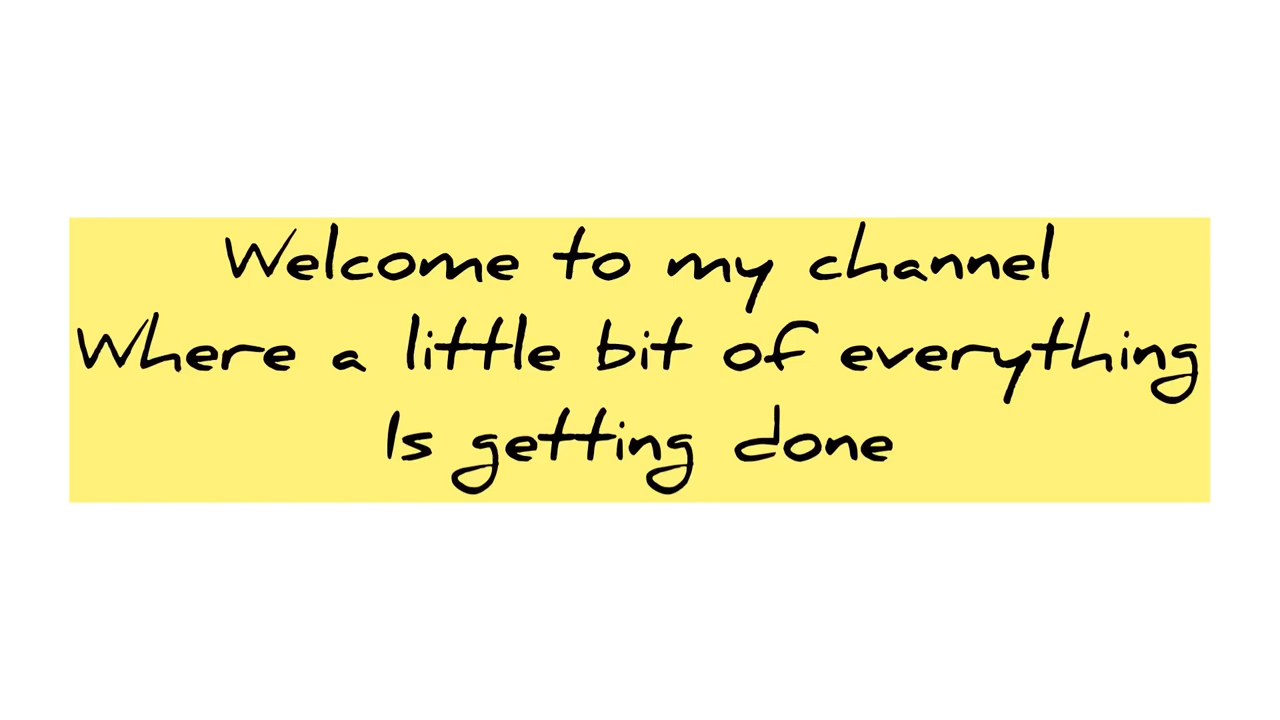 Welcome to my channel
Where a little bit of everything
Is getting done